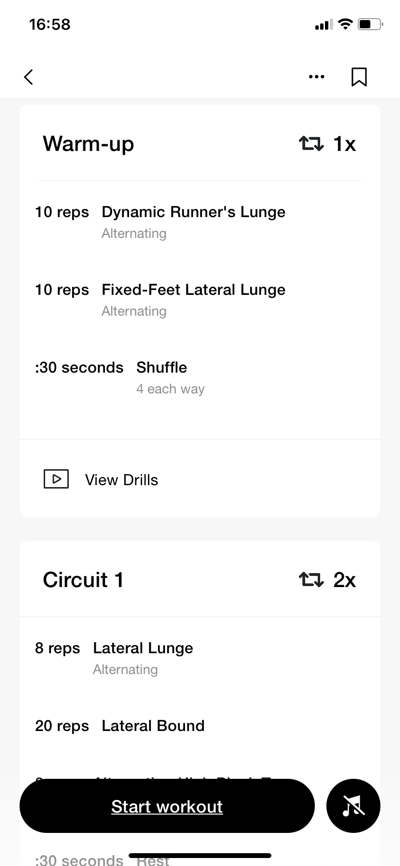 16:58
Warm-up 1x
10 reps Dynamic Runner's Lunge
Alternating
10 reps Fixed-Feet Lateral Lunge
Alternating
:30 seconds Shuffle
4 each way
View Drills
Circuit 1 2x
8 reps Lateral Lunge
Alternating
20 reps Lateral Bound
Start workout
:30 seconds Rest